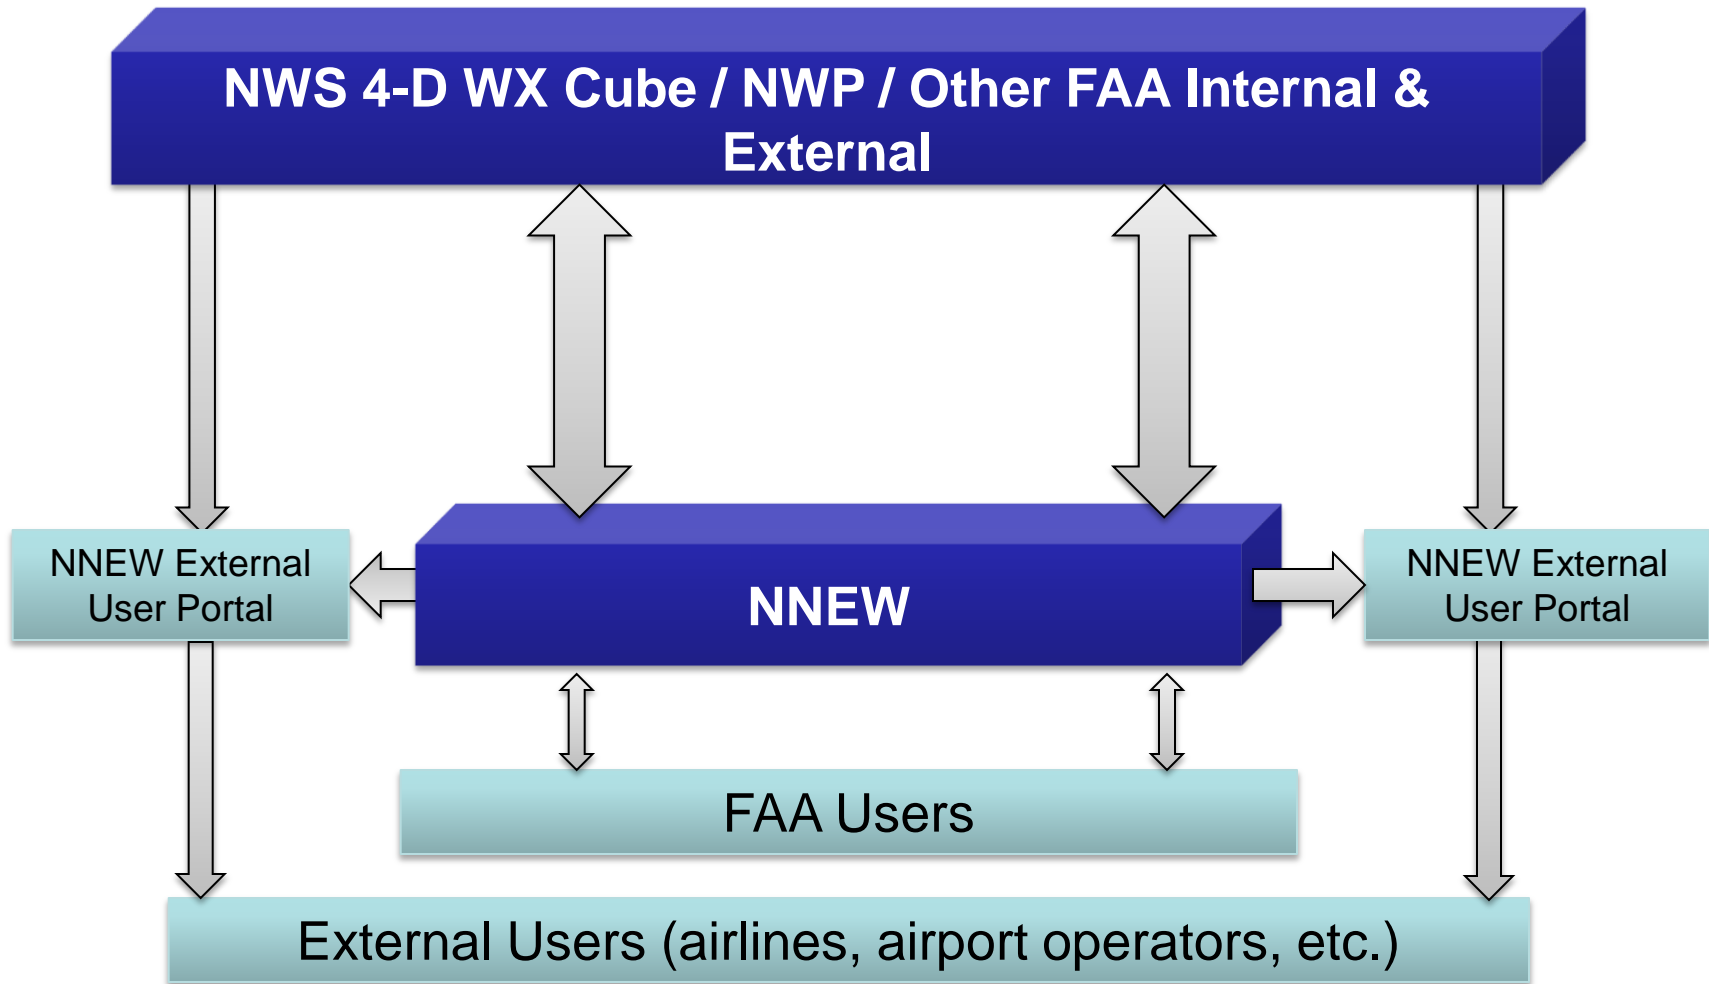 NWS 4-D WX Cube / NWP / Other FAA Internal &
External
NNEW External
User Portal
NNEW
NNEW External
User Portal
FAA Users
External Users (airlines, airport operators, etc.)